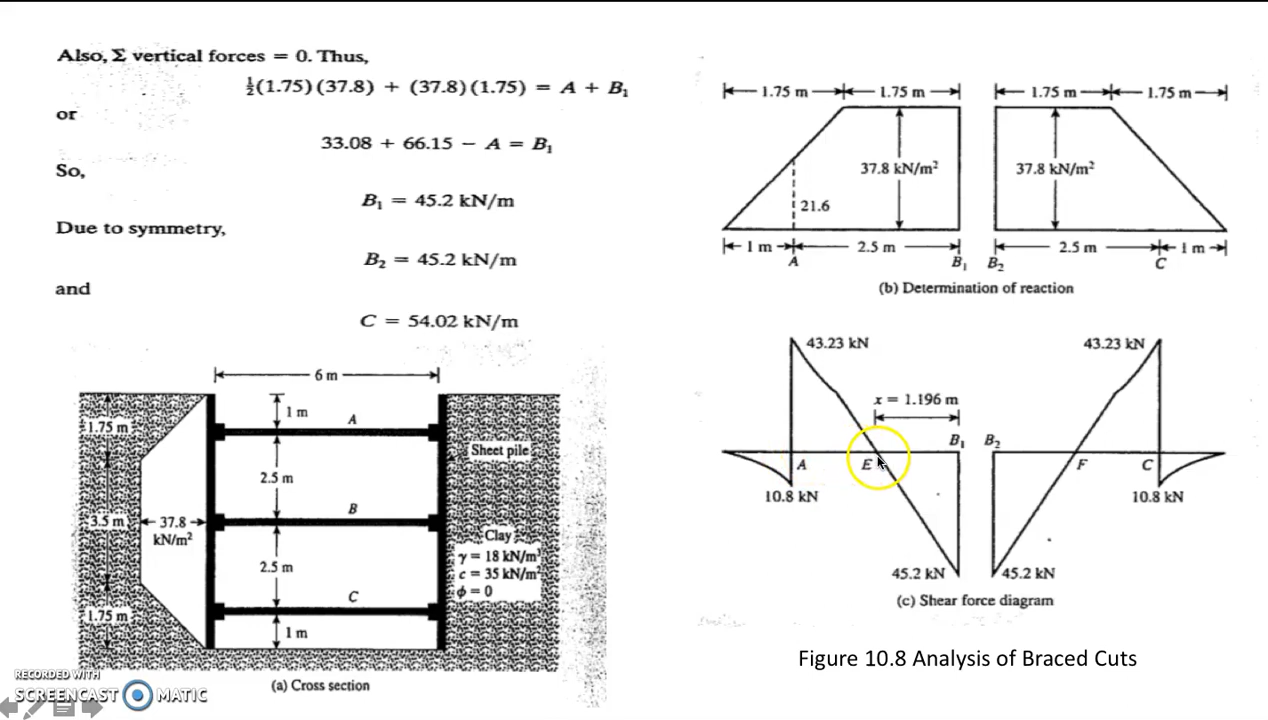 Also, Σ vertical forces = 0. Thus,
½(1.75)(37.8) + (37.8)(1.75) = A + B₁
or
33.08 + 66.15 − A = B₁
So,
B₁ = 45.2 kN/m
Due to symmetry,
B₂ = 45.2 kN/m
and
C = 54.02 kN/m
6 m
1 m
A
1.75 m
Sheet pile
2.5 m
B
3.5 m
37.8
kN/m²
Clay
γ = 18 kN/m³
c = 35 kN/m²
ϕ = 0
2.5 m
C
1.75 m
1 m
(a) Cross section
1.75 m 1.75 m 1.75 m 1.75 m
37.8 kN/m² 37.8 kN/m²
21.6
1 m 2.5 m 2.5 m 1 m
A B₁ B₂ C
(b) Determination of reaction
43.23 kN 43.23 kN
x = 1.196 m
B₁ B₂
A E F C
10.8 kN 10.8 kN
45.2 kN 45.2 kN
(c) Shear force diagram
Figure 10.8 Analysis of Braced Cuts
RECORDED WITH
SCREENCAST MATIC